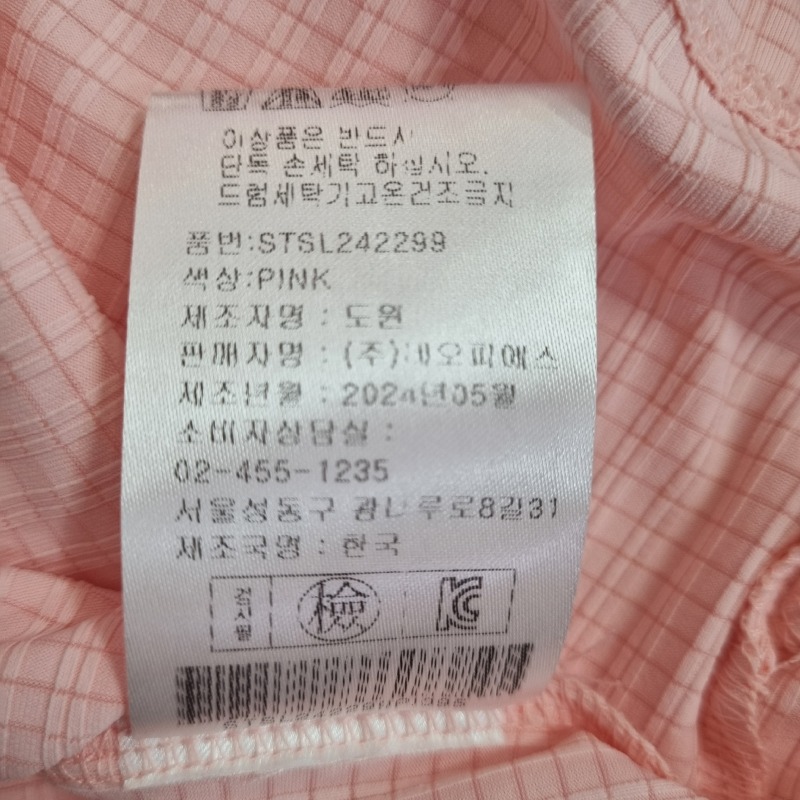 이상품은 반드시
단독 손세탁 하십시오.
드럼세탁기고온건조금지
품번:STSL242299
색상:PINK
제조자명 : 도원
판매자명 : (주)네오피에스
제조년월 : 2024년05월
소비자상담실 :
02-455-1235
서울성동구 광나루로8길31
제조국명 : 한국
검사필 檢 KC